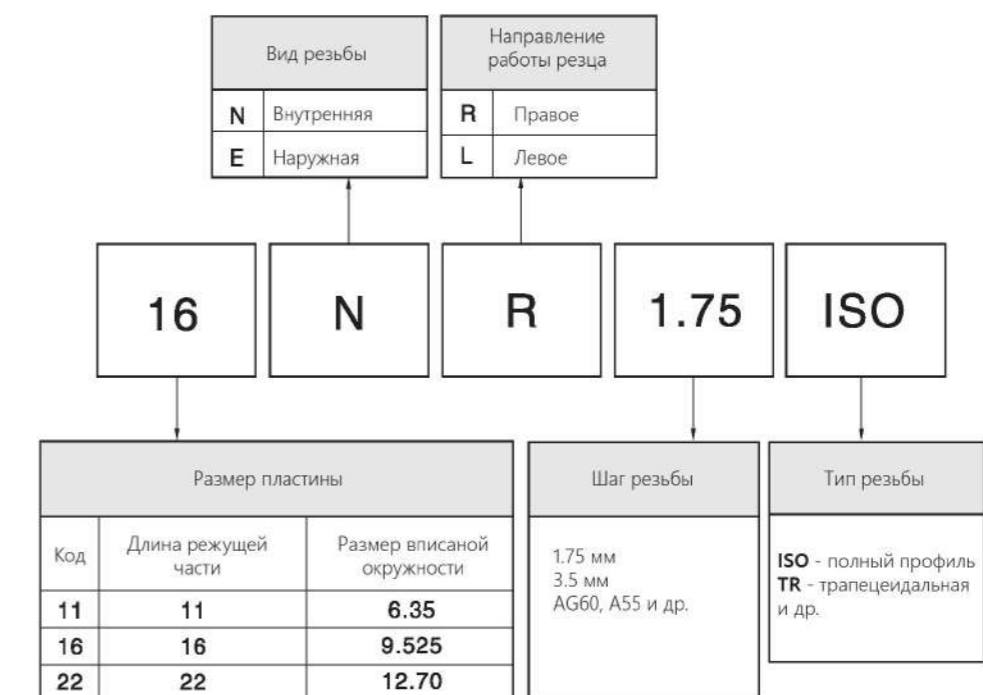 Вид резьбы
N Внутренняя
E Наружная
Направление
работы резца
R Правое
L Левое
16 N R 1.75 ISO
Размер пластины
Код Длина режущей
части Размер вписаной
окружности
11 11 6.35
16 16 9.525
22 22 12.70
Шаг резьбы
1.75 мм
3.5 мм
AG60, A55 и др.
Тип резьбы
ISO - полный профиль
TR - трапецеидальная
и др.